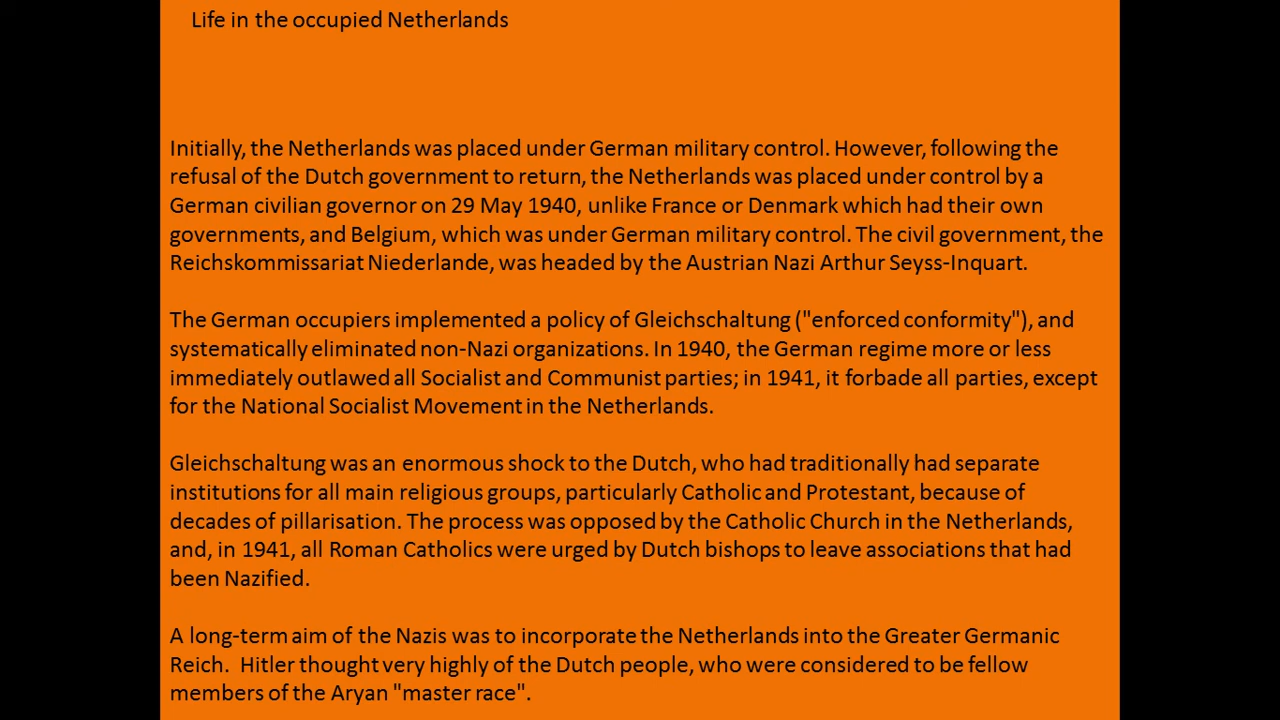 Life in the occupied Netherlands
Initially, the Netherlands was placed under German military control. However, following the
refusal of the Dutch government to return, the Netherlands was placed under control by a
German civilian governor on 29 May 1940, unlike France or Denmark which had their own
governments, and Belgium, which was under German military control. The civil government, the
Reichskommissariat Niederlande, was headed by the Austrian Nazi Arthur Seyss-Inquart.
The German occupiers implemented a policy of Gleichschaltung ("enforced conformity"), and
systematically eliminated non-Nazi organizations. In 1940, the German regime more or less
immediately outlawed all Socialist and Communist parties; in 1941, it forbade all parties, except
for the National Socialist Movement in the Netherlands.
Gleichschaltung was an enormous shock to the Dutch, who had traditionally had separate
institutions for all main religious groups, particularly Catholic and Protestant, because of
decades of pillarisation. The process was opposed by the Catholic Church in the Netherlands,
and, in 1941, all Roman Catholics were urged by Dutch bishops to leave associations that had
been Nazified.
A long-term aim of the Nazis was to incorporate the Netherlands into the Greater Germanic
Reich.  Hitler thought very highly of the Dutch people, who were considered to be fellow
members of the Aryan "master race".